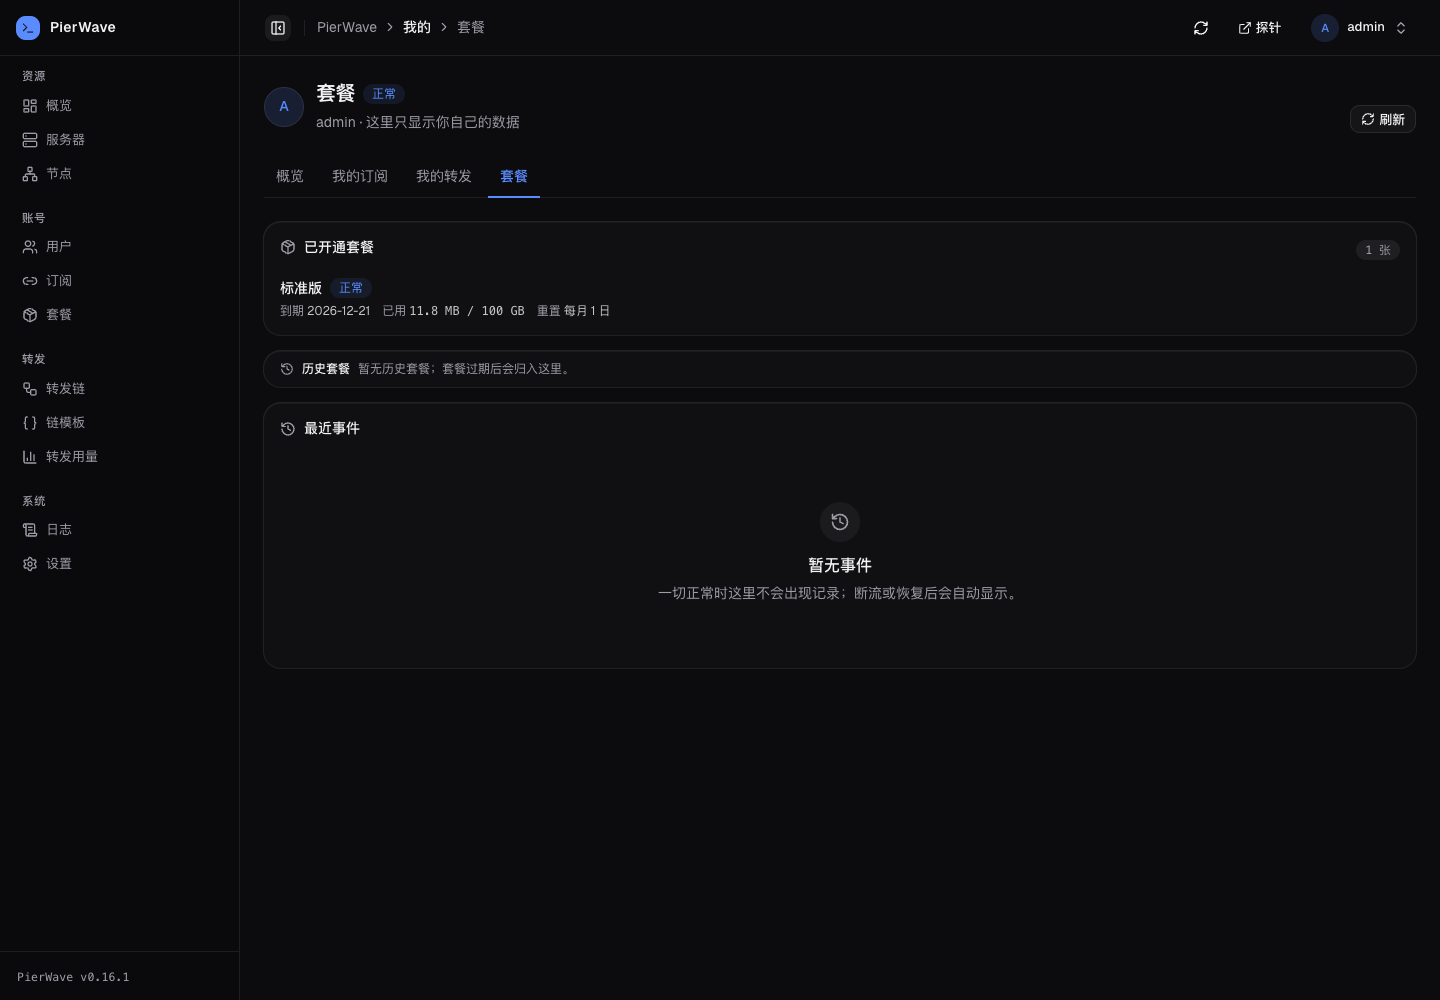 PierWave
资源
概览
服务器
节点
账号
用户
订阅
套餐
转发
转发链
链模板
转发用量
系统
日志
设置
PierWave v0.16.1
PierWave > 我的 > 套餐
探针
A admin
A
套餐 正常
admin · 这里只显示你自己的数据
刷新
概览 我的订阅 我的转发 套餐
已开通套餐
1 张
标准版 正常
到期 2026-12-21 已用 11.8 MB / 100 GB 重置 每月 1 日
历史套餐 暂无历史套餐；套餐过期后会归入这里。
最近事件
暂无事件
一切正常时这里不会出现记录；断流或恢复后会自动显示。